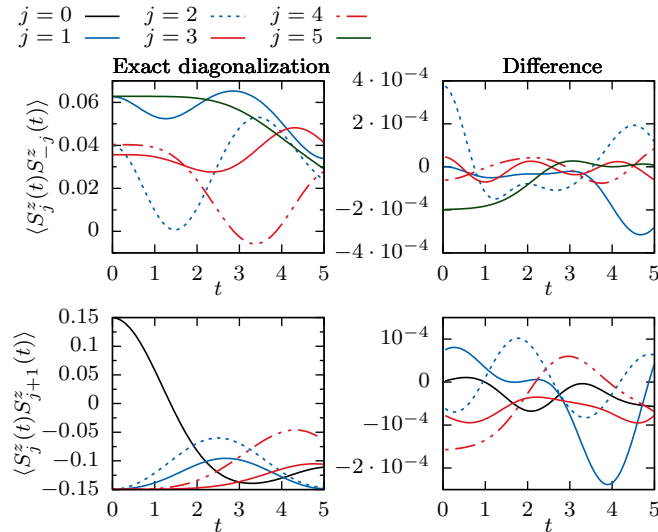 j = 0 j = 2 j = 4
j = 1 j = 3 j = 5
Exact diagonalization Difference
⟨S^z_j(t)S^z_{−j}(t)⟩
0.06
0.04
0.02
0
0 1 2 3 4 5
t
4 · 10^{−4}
2 · 10^{−4}
0
−2 · 10^{−4}
−4 · 10^{−4}
0 1 2 3 4 5
t
⟨S^z_j(t)S^z_{j+1}(t)⟩
0.15
0.1
0.05
0
−0.05
−0.1
−0.15
0 1 2 3 4 5
t
10^{−4}
0
−10^{−4}
−2 · 10^{−4}
0 1 2 3 4 5
t